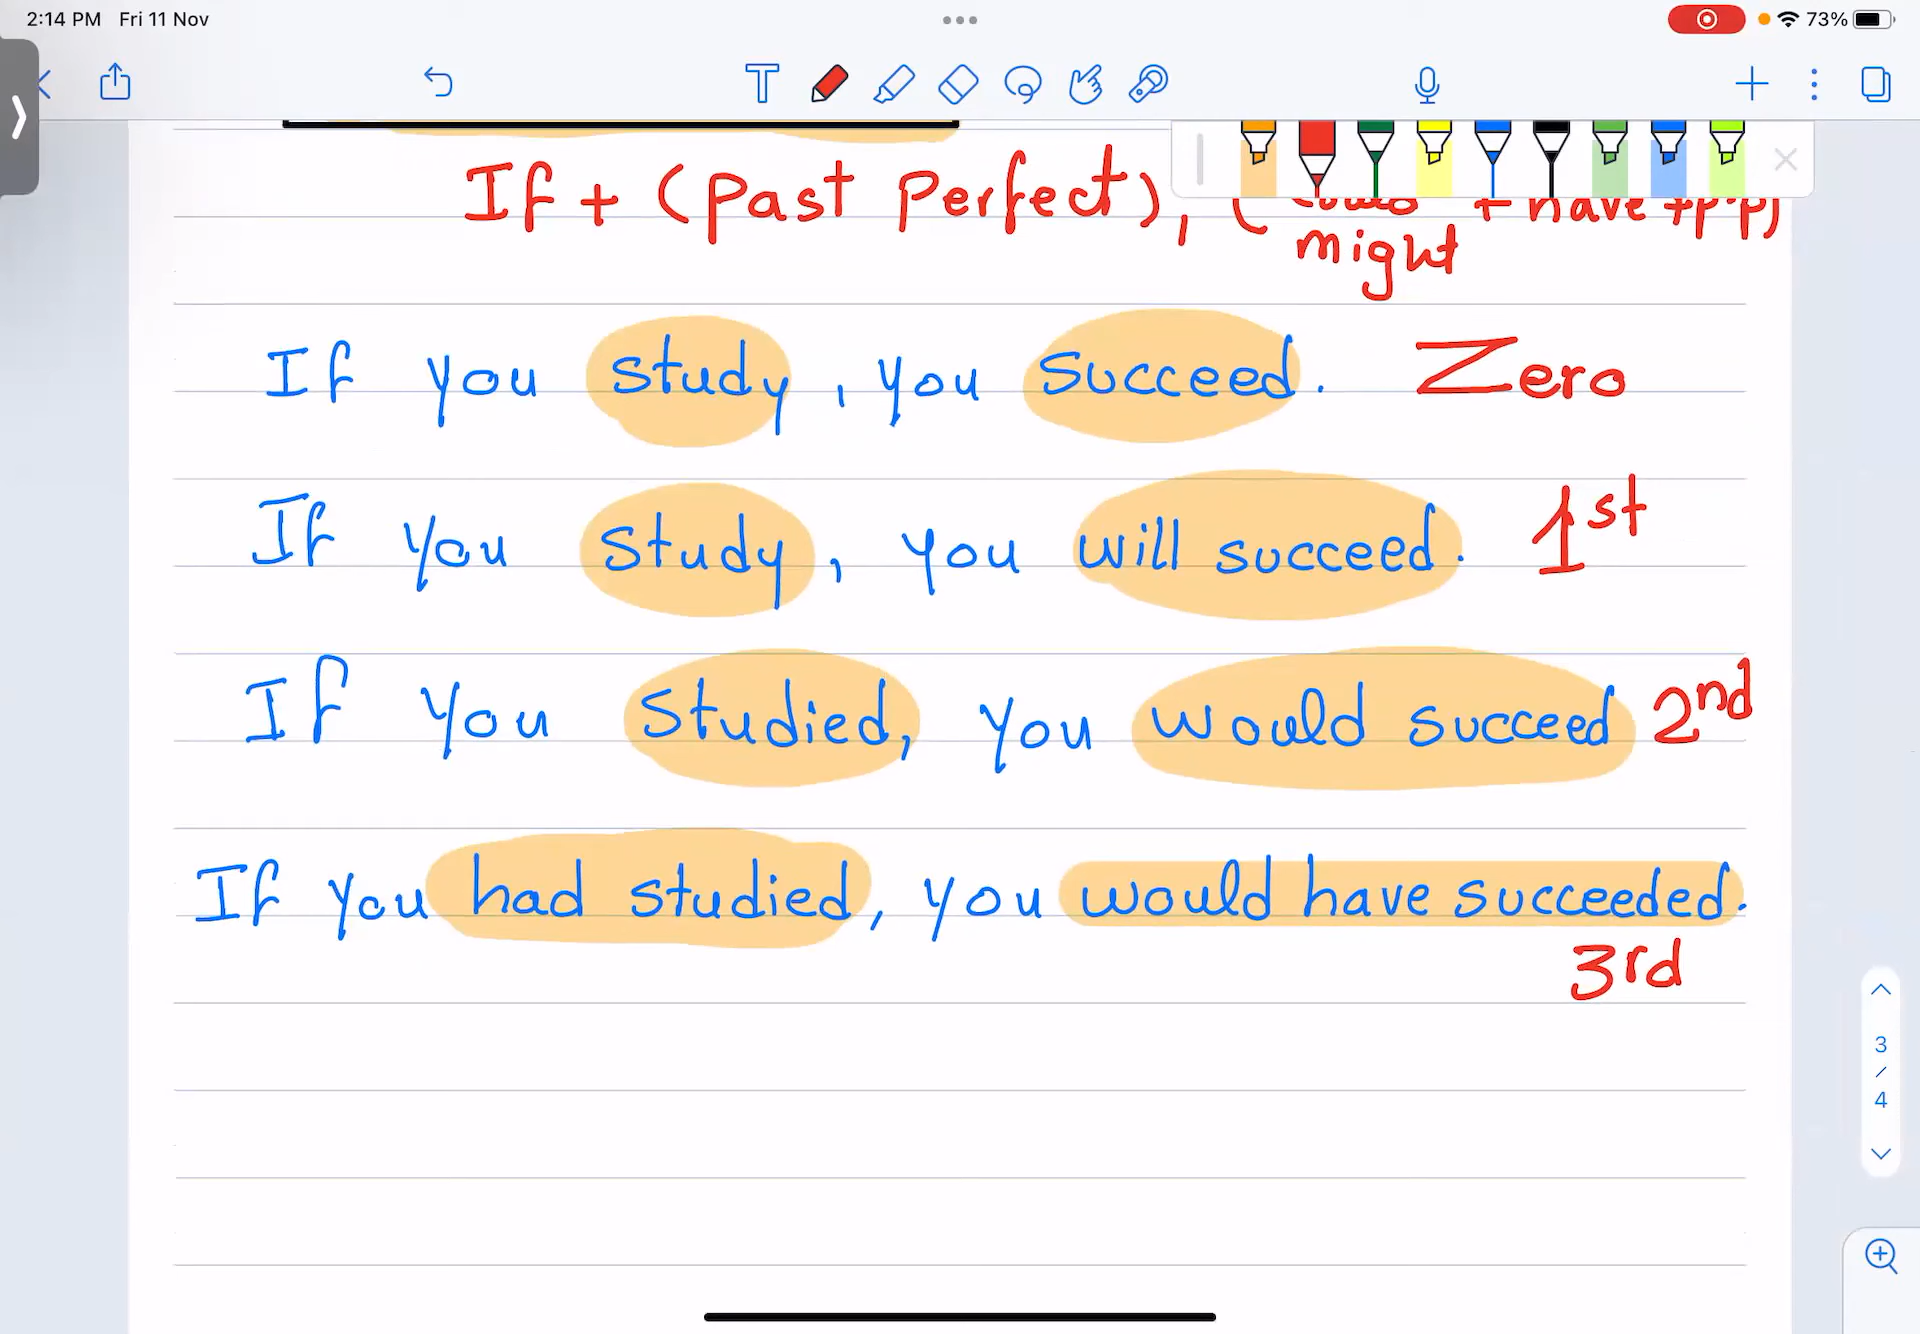 2:14 PM Fri 11 Nov
73%
If + (Past Perfect), (could + have + p.p)
might
If you study, you succeed. Zero
If you study, you will succeed. 1st
If you studied, you would succeed 2nd
If you had studied, you would have succeeded.
3rd
3
/
4